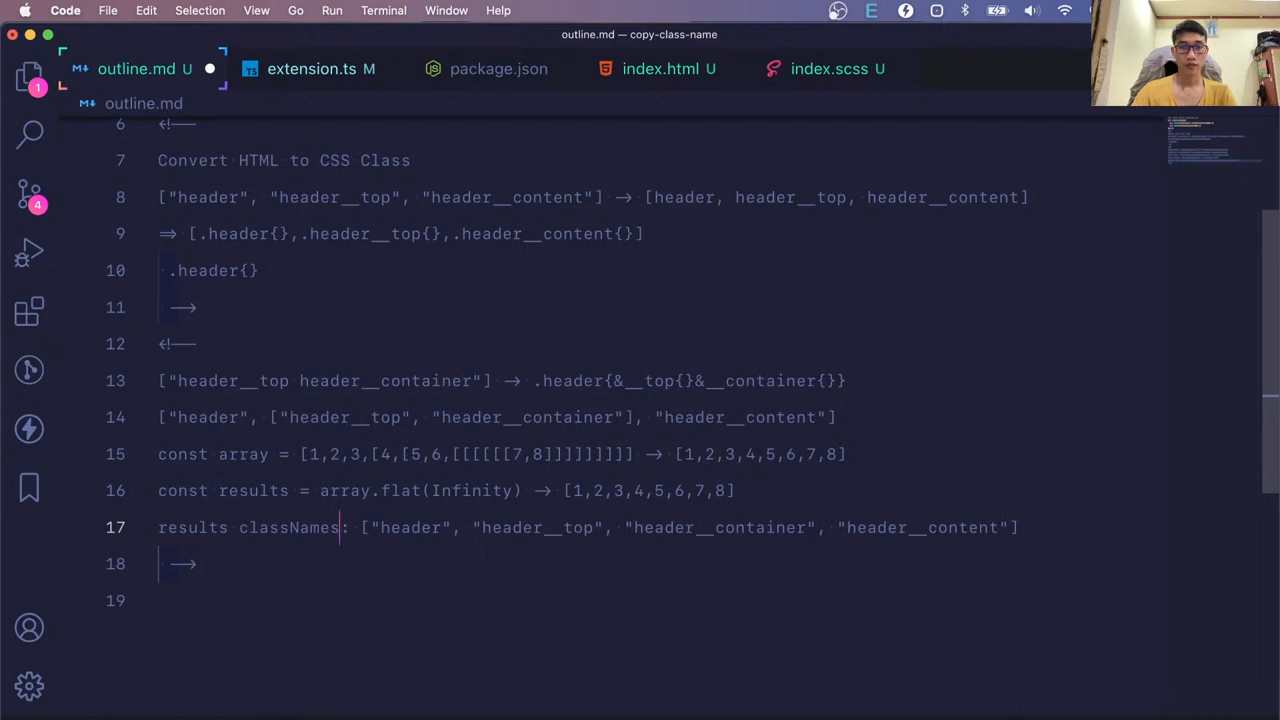 Code File Edit Selection View Go Run Terminal Window Help
outline.md — copy-class-name
outline.md U extension.ts M package.json index.html U index.scss U
outline.md
6 <!--
7 Convert HTML to CSS Class
8 ["header", "header__top", "header__content"] -> [header, header__top, header__content]
9 => [.header{},.header__top{},.header__content{}]
10 .header{}
11 -->
12 <!--
13 ["header__top header__container"] -> .header{&__top{}&__container{}}
14 ["header", ["header__top", "header__container"], "header__content"]
15 const array = [1,2,3,[4,[5,6,[[[[[[7,8]]]]]]]]] -> [1,2,3,4,5,6,7,8]
16 const results = array.flat(Infinity) -> [1,2,3,4,5,6,7,8]
17 results classNames: ["header", "header__top", "header__container", "header__content"]
18 -->
19
1
4